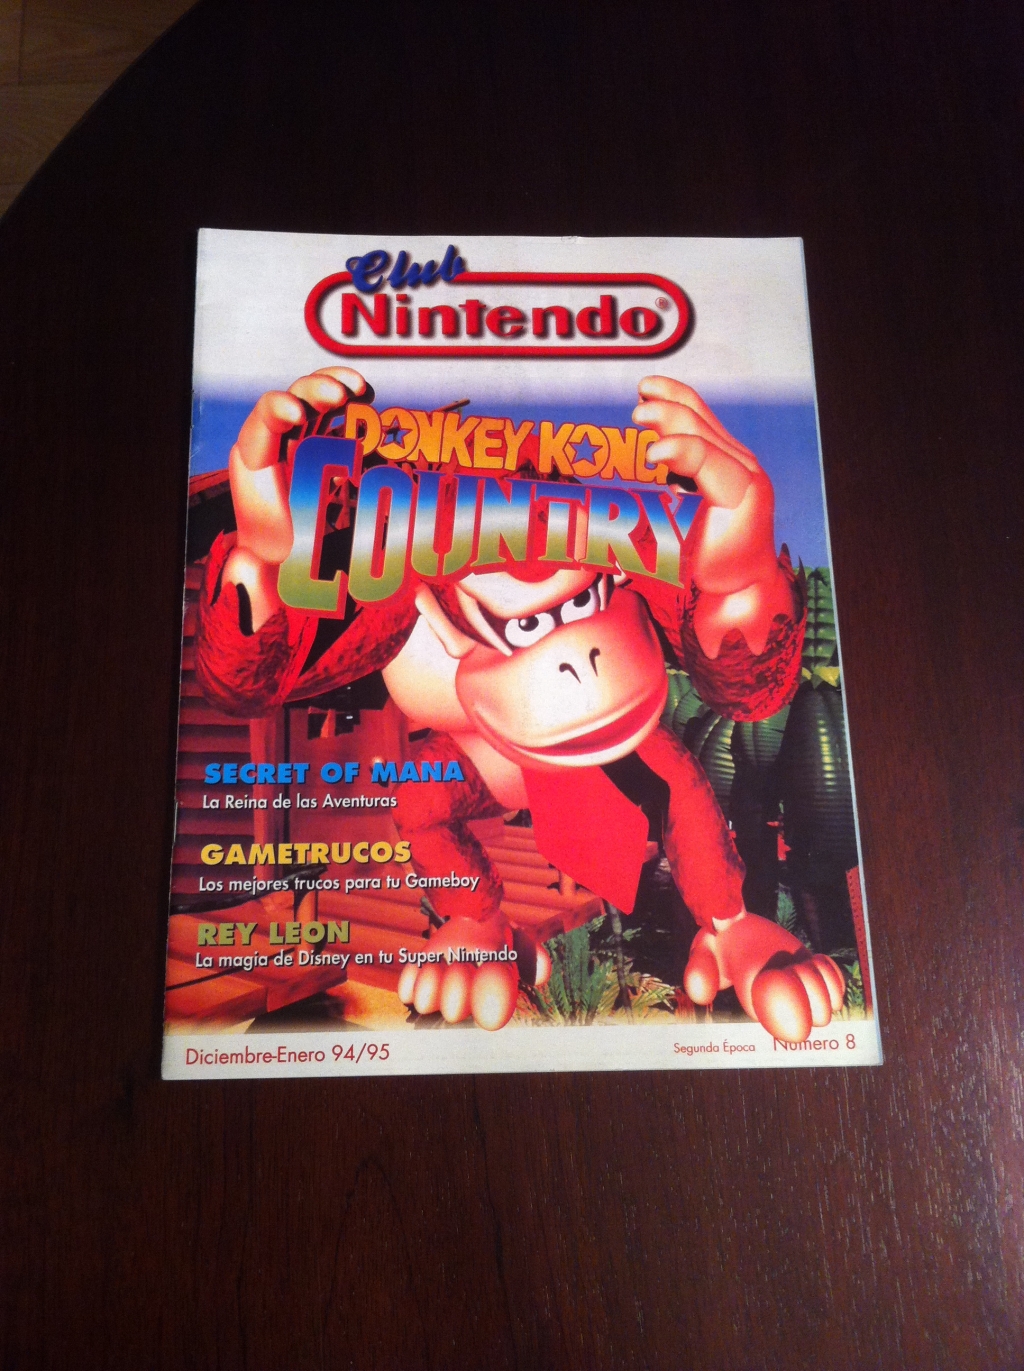 Club
Nintendo®
DONKEY KONG
COUNTRY
SECRET OF MANA
La Reina de las Aventuras
GAMETRUCOS
Los mejores trucos para tu Gameboy
REY LEON
La magia de Disney en tu Super Nintendo
Diciembre-Enero 94/95
Segunda Época Número 8